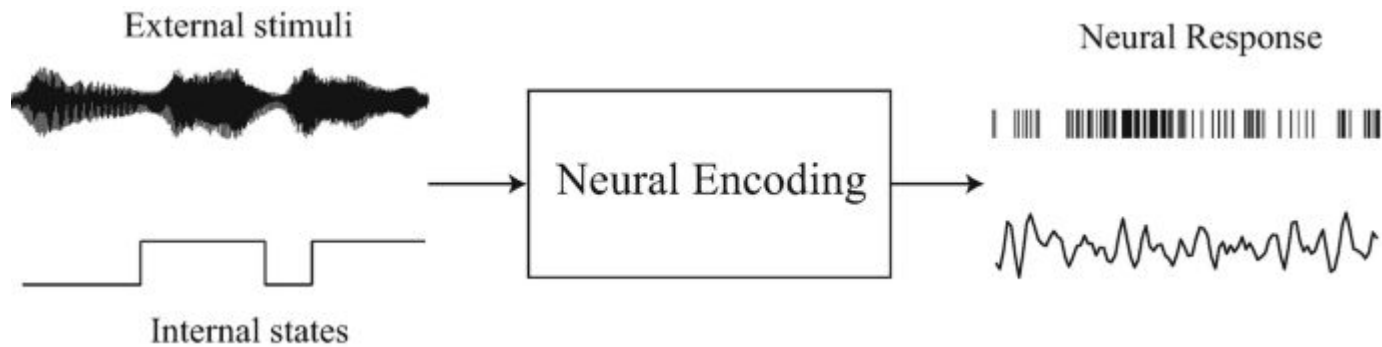 External stimuli
Neural Response
Neural Encoding
Internal states